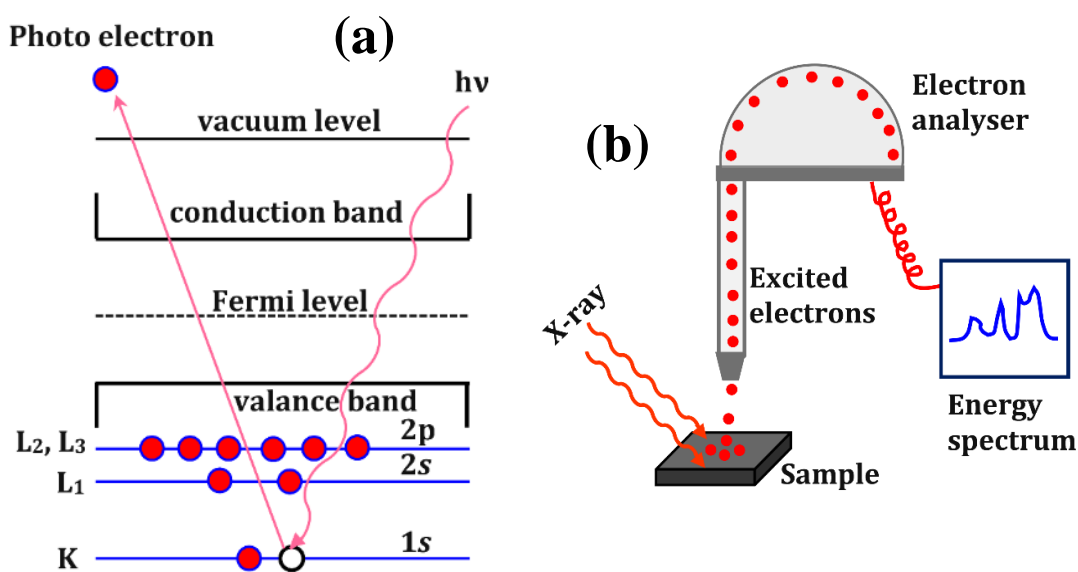 (a)
Photo electron
hν
vacuum level
conduction band
Fermi level
valance band
L2, L3
2p
2s
L1
K
1s
(b)
Electron
analyser
Excited
electrons
X-ray
Sample
Energy
spectrum